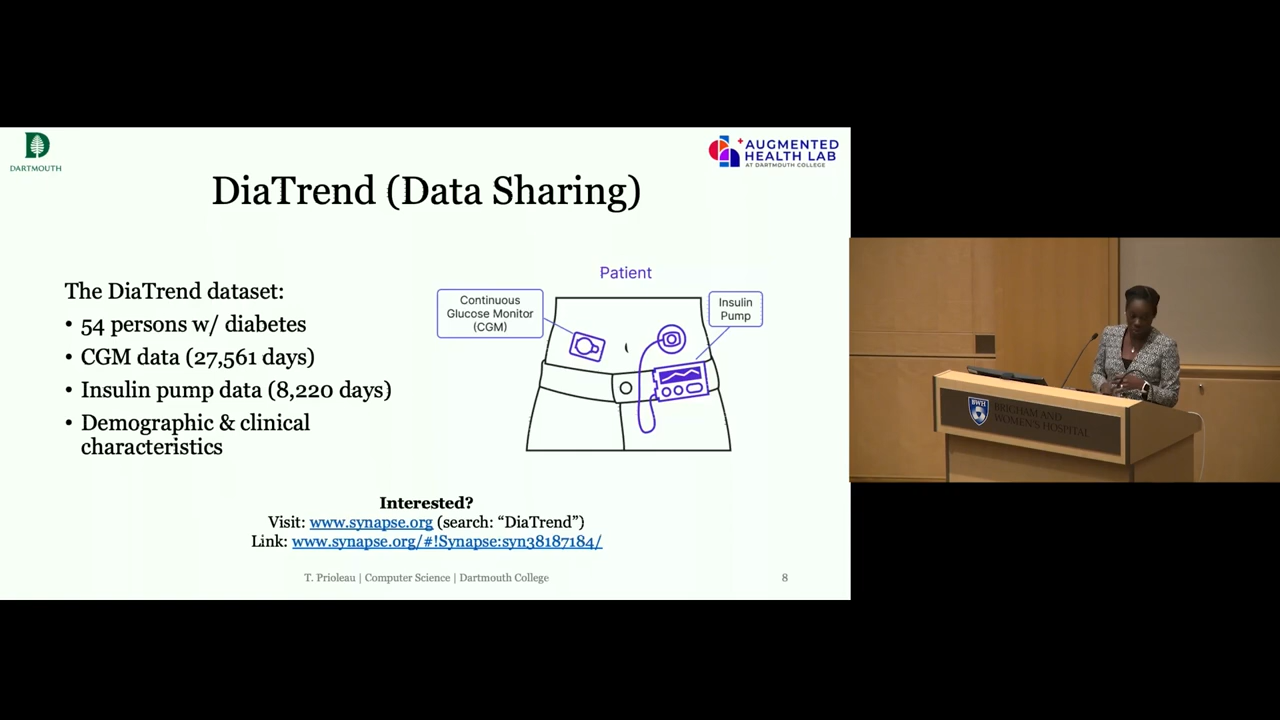 DARTMOUTH
AUGMENTED
HEALTH LAB
AT DARTMOUTH COLLEGE
DiaTrend (Data Sharing)
The DiaTrend dataset:
• 54 persons w/ diabetes
• CGM data (27,561 days)
• Insulin pump data (8,220 days)
• Demographic & clinical
characteristics
Patient
Continuous
Glucose Monitor
(CGM)
Insulin
Pump
Interested?
Visit: www.synapse.org (search: “DiaTrend”)
Link: www.synapse.org/#!Synapse:syn38187184/
T. Prioleau | Computer Science | Dartmouth College
8
BWH
BRIGHAM AND
WOMEN'S HOSPITAL